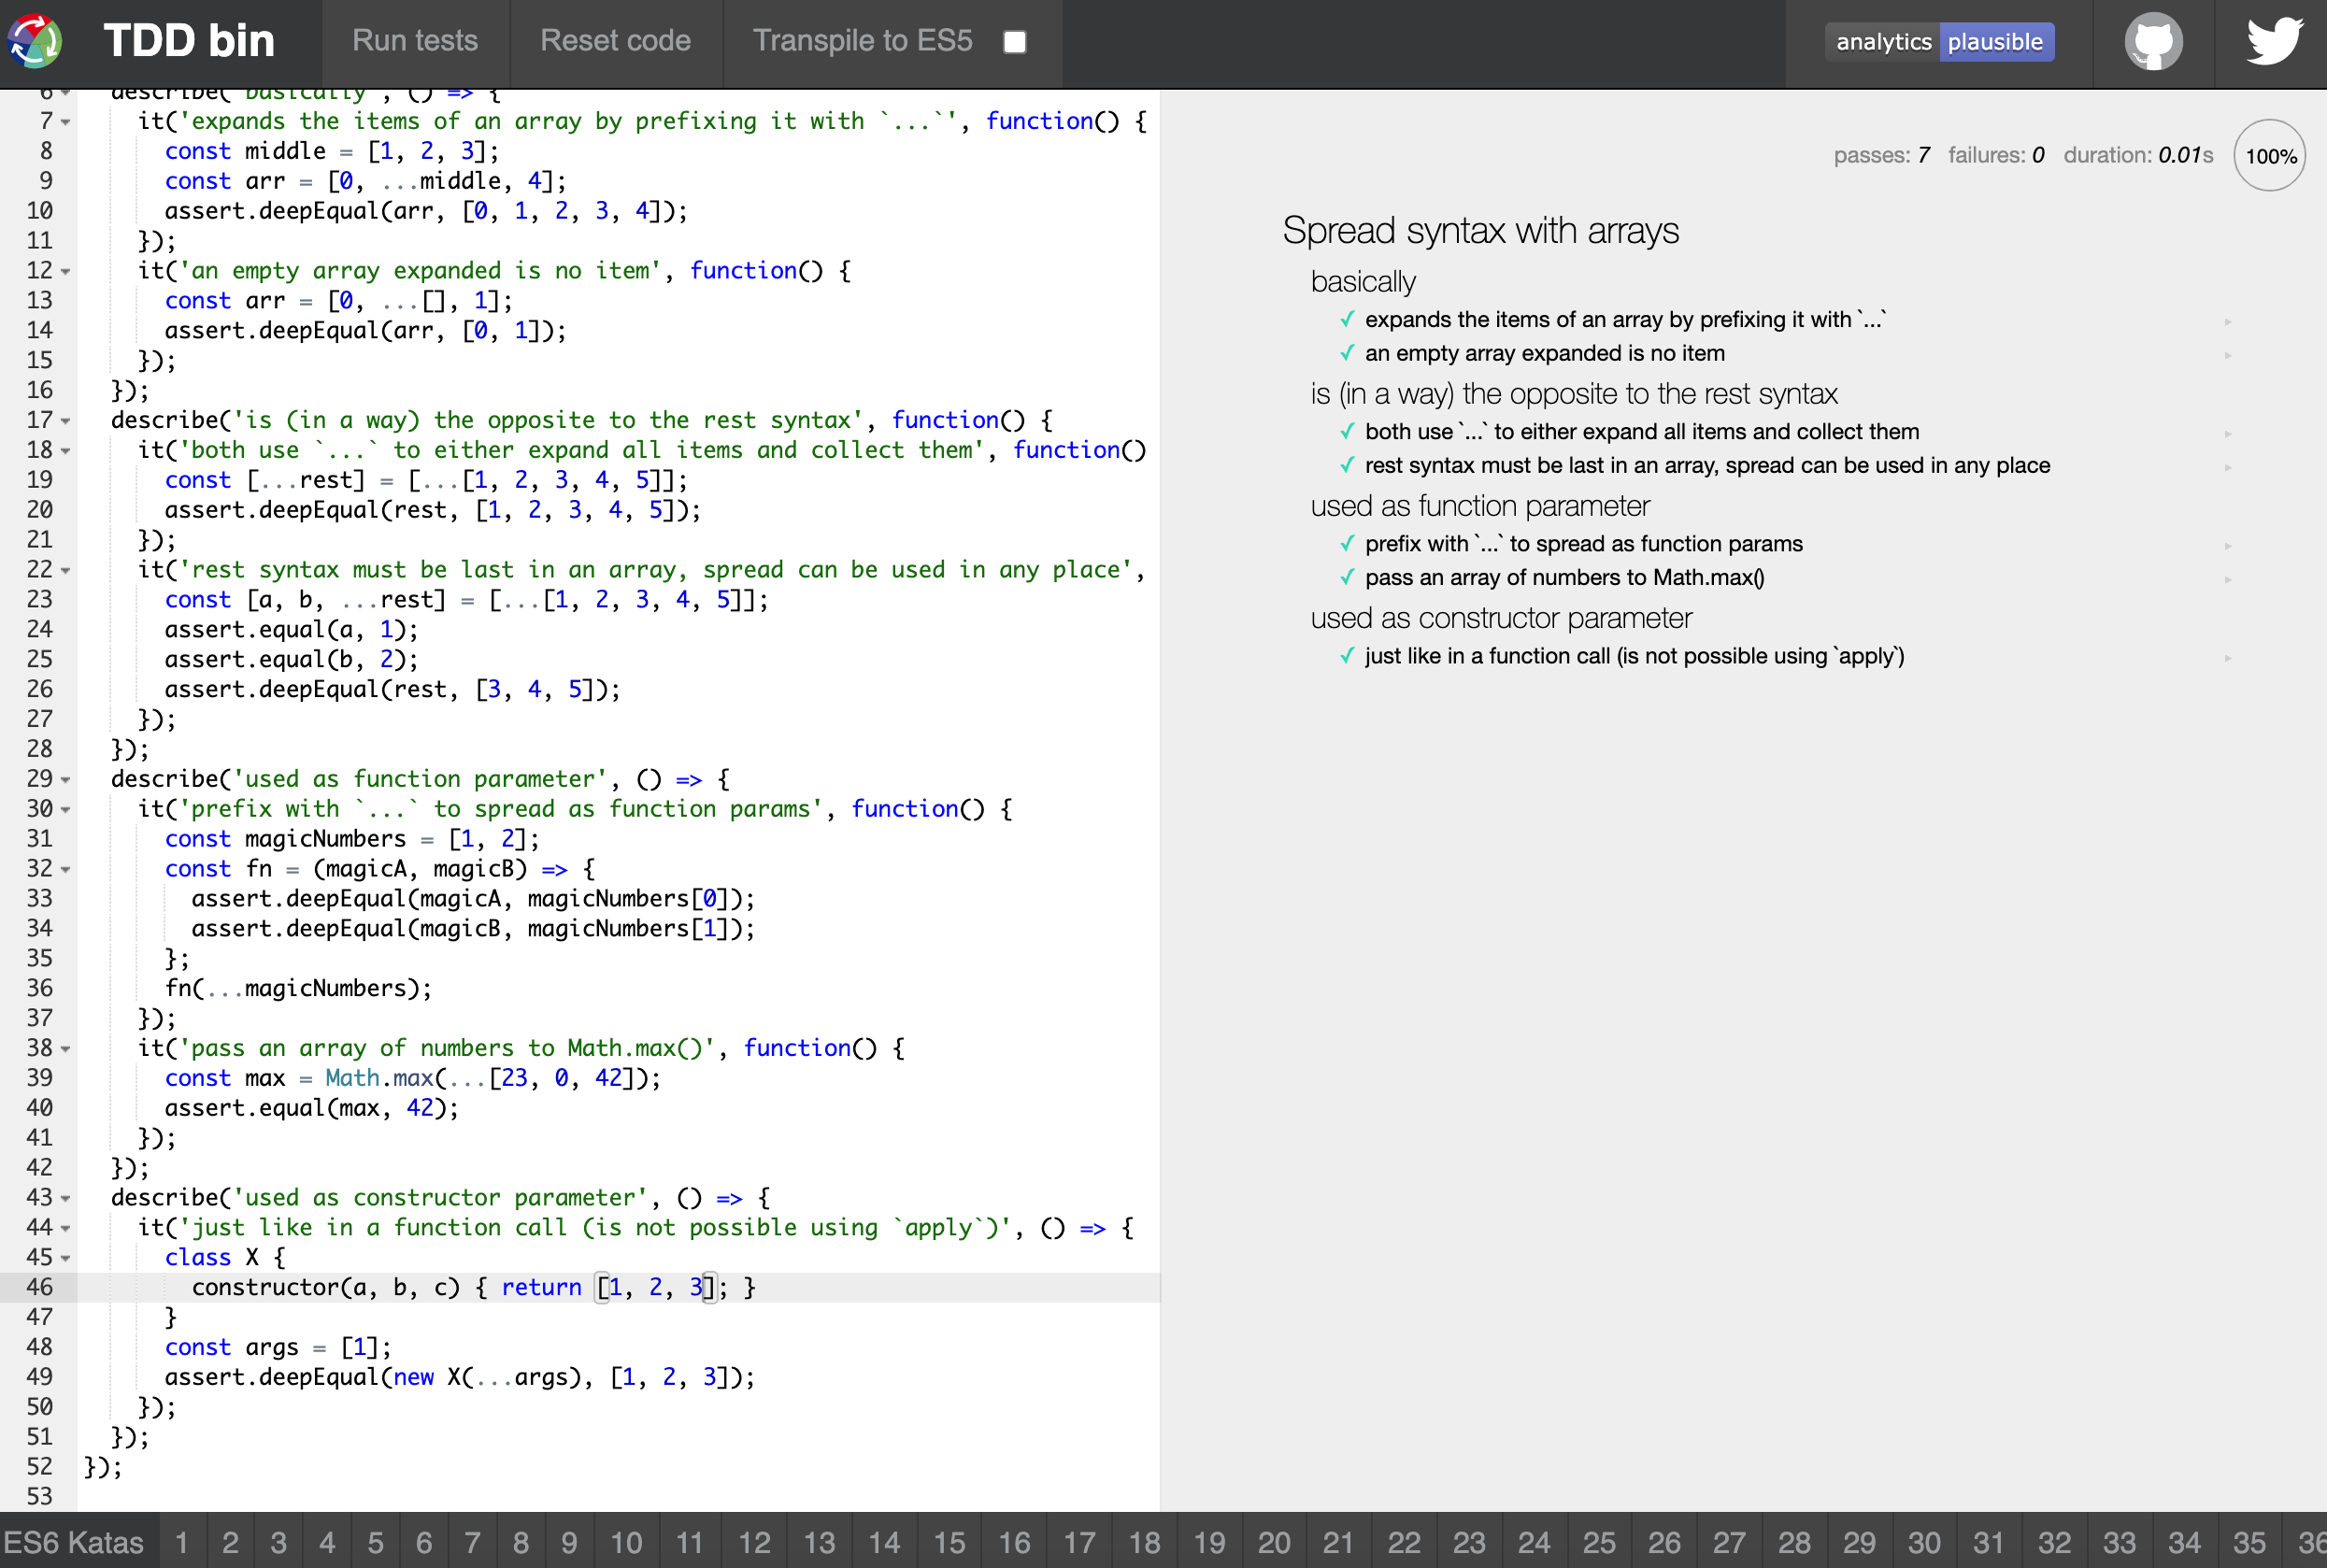 TDD bin Run tests Reset code Transpile to ES5 analytics plausible
6 describe('basically', () => {
7 it('expands the items of an array by prefixing it with `...`', function() {
8 const middle = [1, 2, 3];
9 const arr = [0, ...middle, 4];
10 assert.deepEqual(arr, [0, 1, 2, 3, 4]);
11 });
12 it('an empty array expanded is no item', function() {
13 const arr = [0, ...[], 1];
14 assert.deepEqual(arr, [0, 1]);
15 });
16 });
17 describe('is (in a way) the opposite to the rest syntax', function() {
18 it('both use `...` to either expand all items and collect them', function()
19 const [...rest] = [...[1, 2, 3, 4, 5]];
20 assert.deepEqual(rest, [1, 2, 3, 4, 5]);
21 });
22 it('rest syntax must be last in an array, spread can be used in any place',
23 const [a, b, ...rest] = [...[1, 2, 3, 4, 5]];
24 assert.equal(a, 1);
25 assert.equal(b, 2);
26 assert.deepEqual(rest, [3, 4, 5]);
27 });
28 });
29 describe('used as function parameter', () => {
30 it('prefix with `...` to spread as function params', function() {
31 const magicNumbers = [1, 2];
32 const fn = (magicA, magicB) => {
33 assert.deepEqual(magicA, magicNumbers[0]);
34 assert.deepEqual(magicB, magicNumbers[1]);
35 };
36 fn(...magicNumbers);
37 });
38 it('pass an array of numbers to Math.max()', function() {
39 const max = Math.max(...[23, 0, 42]);
40 assert.equal(max, 42);
41 });
42 });
43 describe('used as constructor parameter', () => {
44 it('just like in a function call (is not possible using `apply`)', () => {
45 class X {
46 constructor(a, b, c) { return [1, 2, 3]; }
47 }
48 const args = [1];
49 assert.deepEqual(new X(...args), [1, 2, 3]);
50 });
51 });
52 });
53
passes: 7 failures: 0 duration: 0.01s 100%
Spread syntax with arrays
basically
✓ expands the items of an array by prefixing it with `...`
✓ an empty array expanded is no item
is (in a way) the opposite to the rest syntax
✓ both use `...` to either expand all items and collect them
✓ rest syntax must be last in an array, spread can be used in any place
used as function parameter
✓ prefix with `...` to spread as function params
✓ pass an array of numbers to Math.max()
used as constructor parameter
✓ just like in a function call (is not possible using `apply`)
ES6 Katas 1 2 3 4 5 6 7 8 9 10 11 12 13 14 15 16 17 18 19 20 21 22 23 24 25 26 27 28 29 30 31 32 33 34 35 36